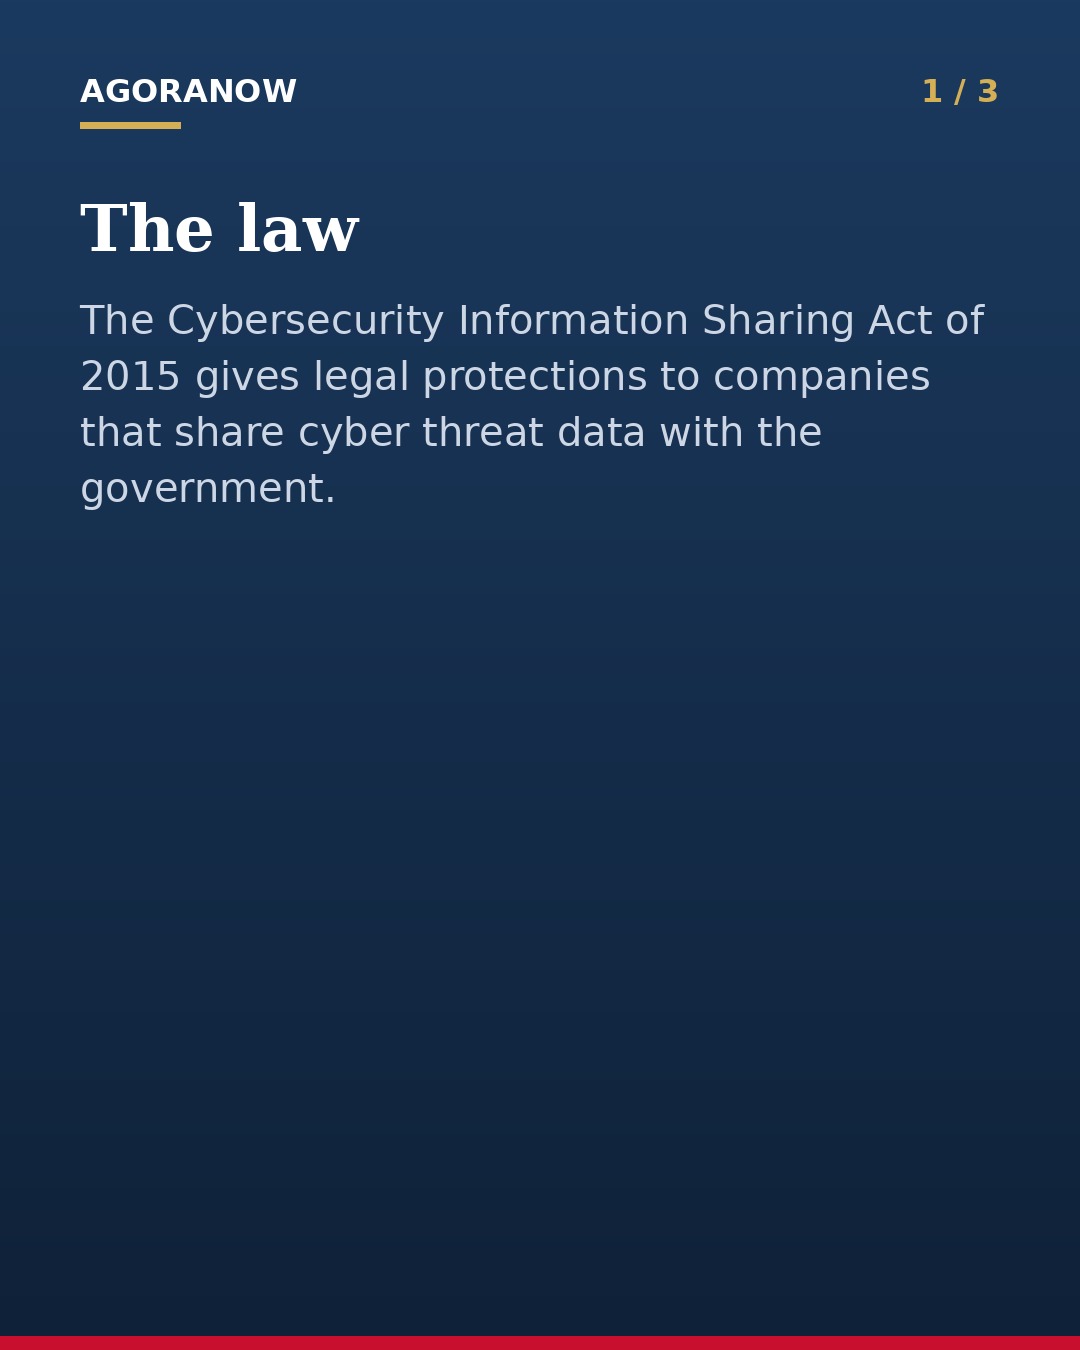 AGORANOW
1 / 3
The law
The Cybersecurity Information Sharing Act of
2015 gives legal protections to companies
that share cyber threat data with the
government.